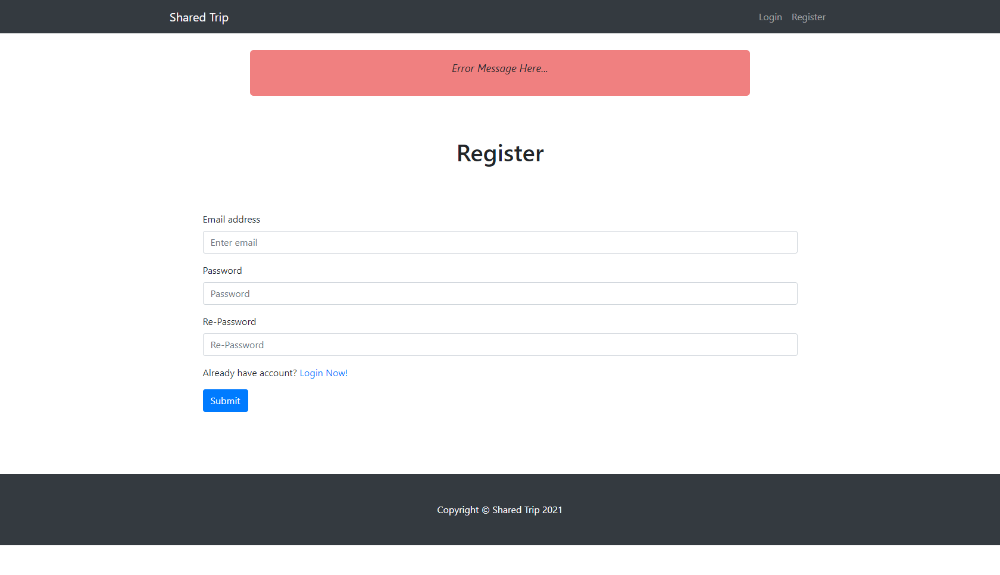 Shared Trip
Login Register
Error Message Here...
Register
Email address
Enter email
Password
Password
Re-Password
Re-Password
Already have account? Login Now!
Submit
Copyright © Shared Trip 2021